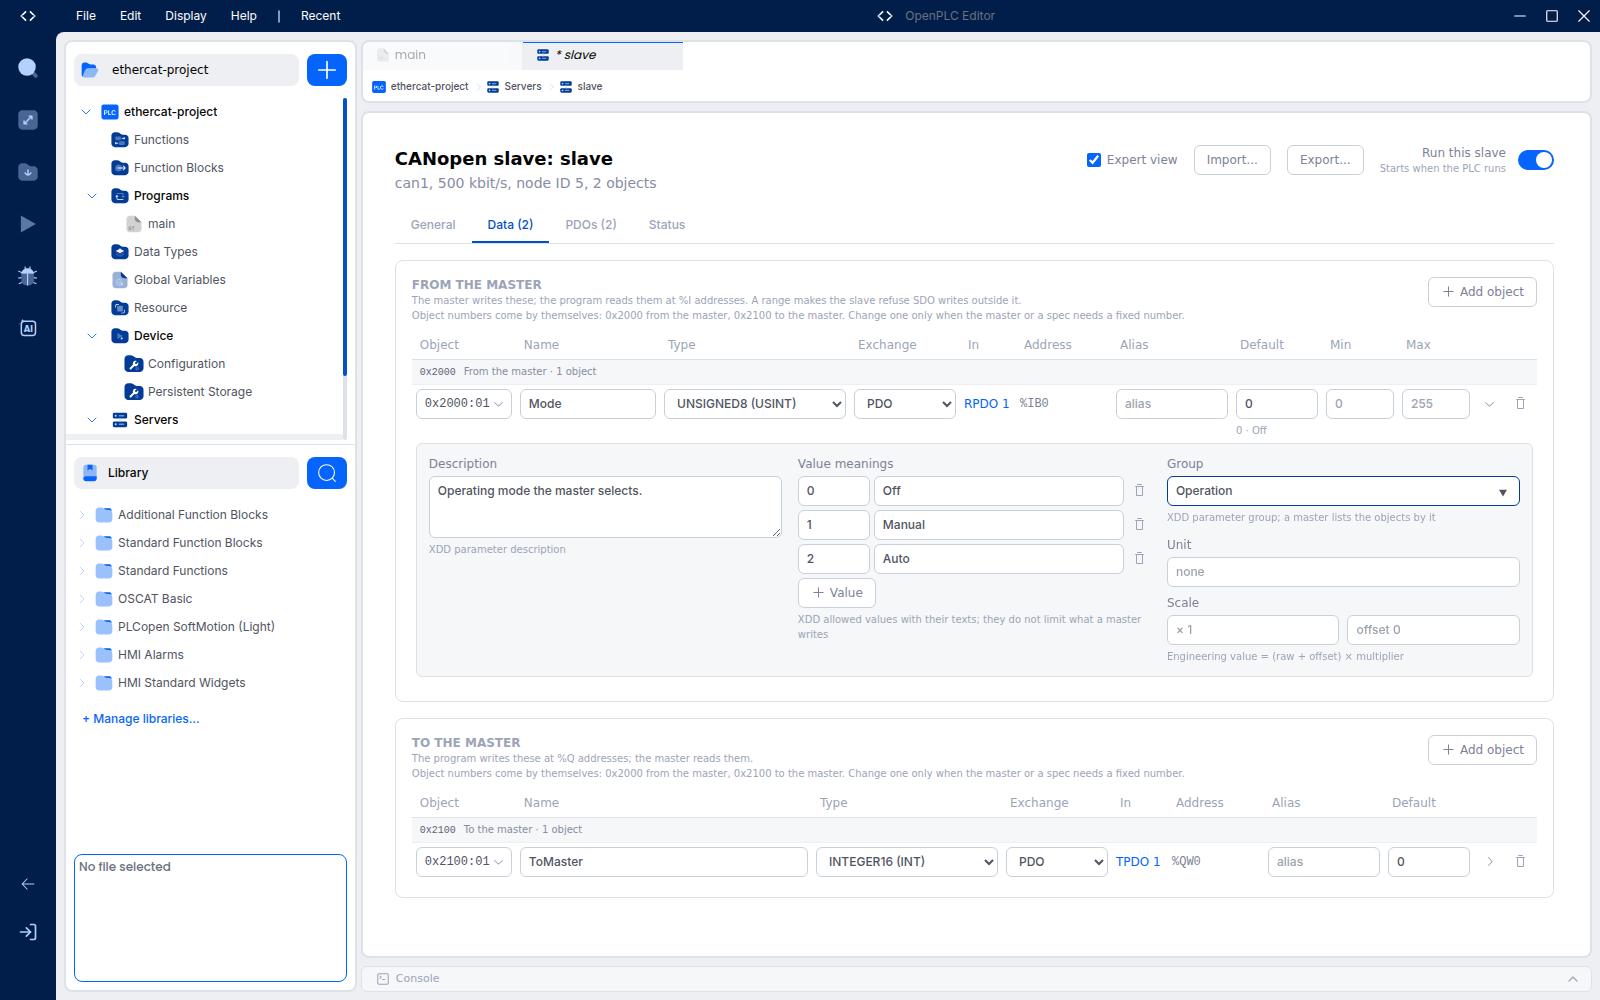 File Edit Display Help | Recent
OpenPLC Editor
ethercat-project
ethercat-project
Functions
Function Blocks
Programs
main
Data Types
Global Variables
Resource
Device
Configuration
Persistent Storage
Servers
Library
Additional Function Blocks
Standard Function Blocks
Standard Functions
OSCAT Basic
PLCopen SoftMotion (Light)
HMI Alarms
HMI Standard Widgets
+ Manage libraries...
No file selected
main
* slave
ethercat-project Servers slave
CANopen slave: slave
can1, 500 kbit/s, node ID 5, 2 objects
Expert view
Import...
Export...
Run this slave
Starts when the PLC runs
General Data (2) PDOs (2) Status
FROM THE MASTER
The master writes these; the program reads them at %I addresses. A range makes the slave refuse SDO writes outside it.
Object numbers come by themselves: 0x2000 from the master, 0x2100 to the master. Change one only when the master or a spec needs a fixed number.
+ Add object
Object Name Type Exchange In Address Alias Default Min Max
0x2000 From the master · 1 object
0x2000:01 Mode UNSIGNED8 (USINT) PDO RPDO 1 %IB0 alias 0 0 255
0 · Off
Description
Operating mode the master selects.
XDD parameter description
Value meanings
0 Off
1 Manual
2 Auto
+ Value
XDD allowed values with their texts; they do not limit what a master
writes
Group
Operation
XDD parameter group; a master lists the objects by it
Unit
none
Scale
× 1 offset 0
Engineering value = (raw + offset) × multiplier
TO THE MASTER
The program writes these at %Q addresses; the master reads them.
Object numbers come by themselves: 0x2000 from the master, 0x2100 to the master. Change one only when the master or a spec needs a fixed number.
+ Add object
Object Name Type Exchange In Address Alias Default
0x2100 To the master · 1 object
0x2100:01 ToMaster INTEGER16 (INT) PDO TPDO 1 %QW0 alias 0
Console